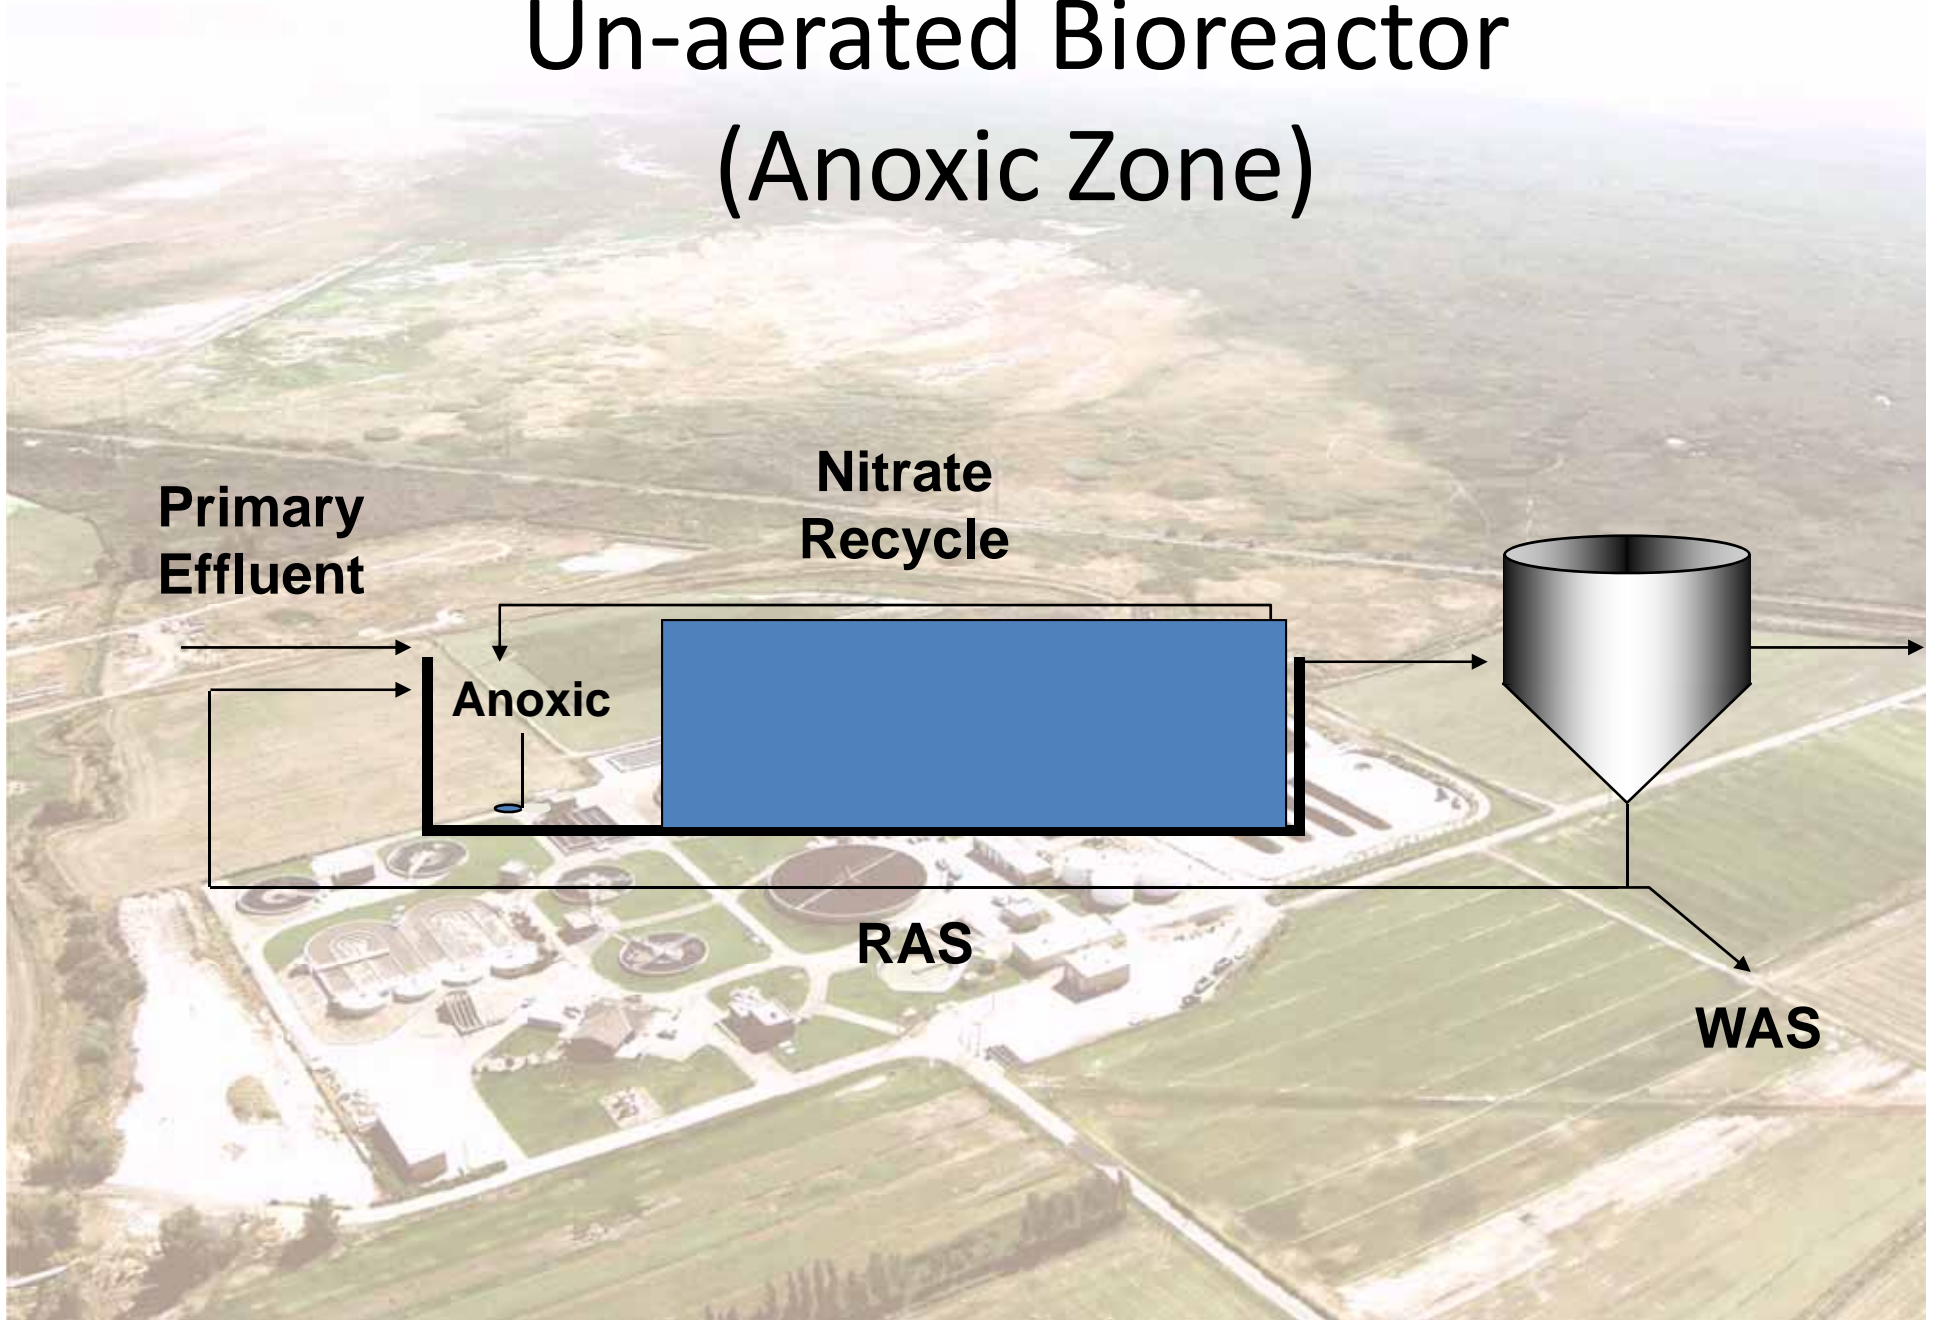 Un-aerated Bioreactor
(Anoxic Zone)
Nitrate
Recycle
Primary
Effluent
Anoxic
RAS
WAS